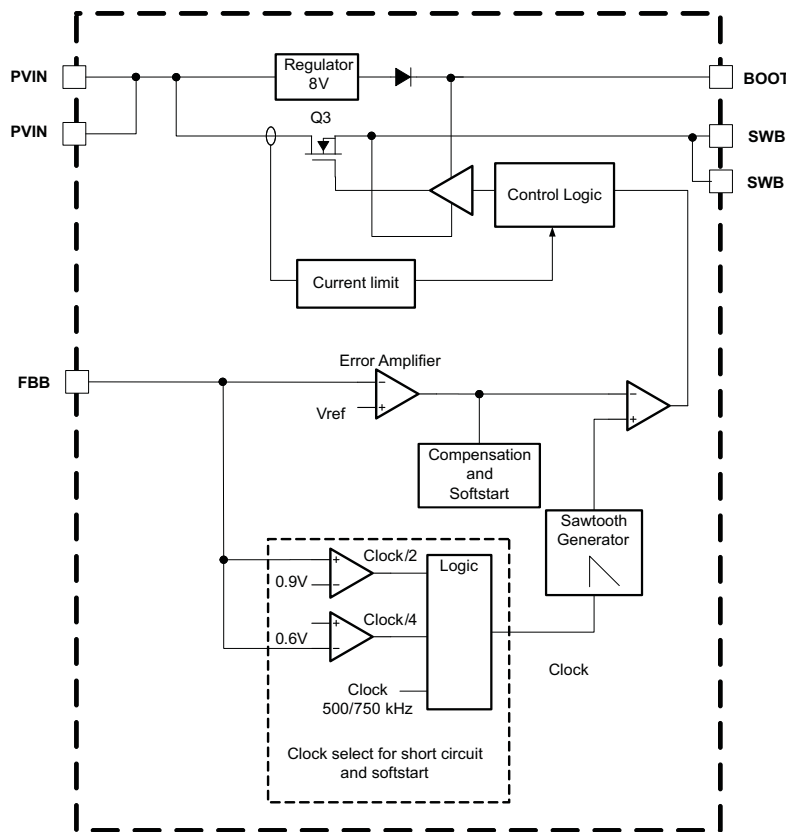 PVIN
Regulator
8V
BOOT
Q3
PVIN
SWB
SWB
Control Logic
Current limit
Error Amplifier
FBB
−
+
Vref
−
+
Compensation
and
Softstart
Sawtooth
Generator
+
−
0.9V
Clock/2
Logic
+
−
0.6V
Clock/4
Clock
Clock
500/750 kHz
Clock select for short circuit
and softstart